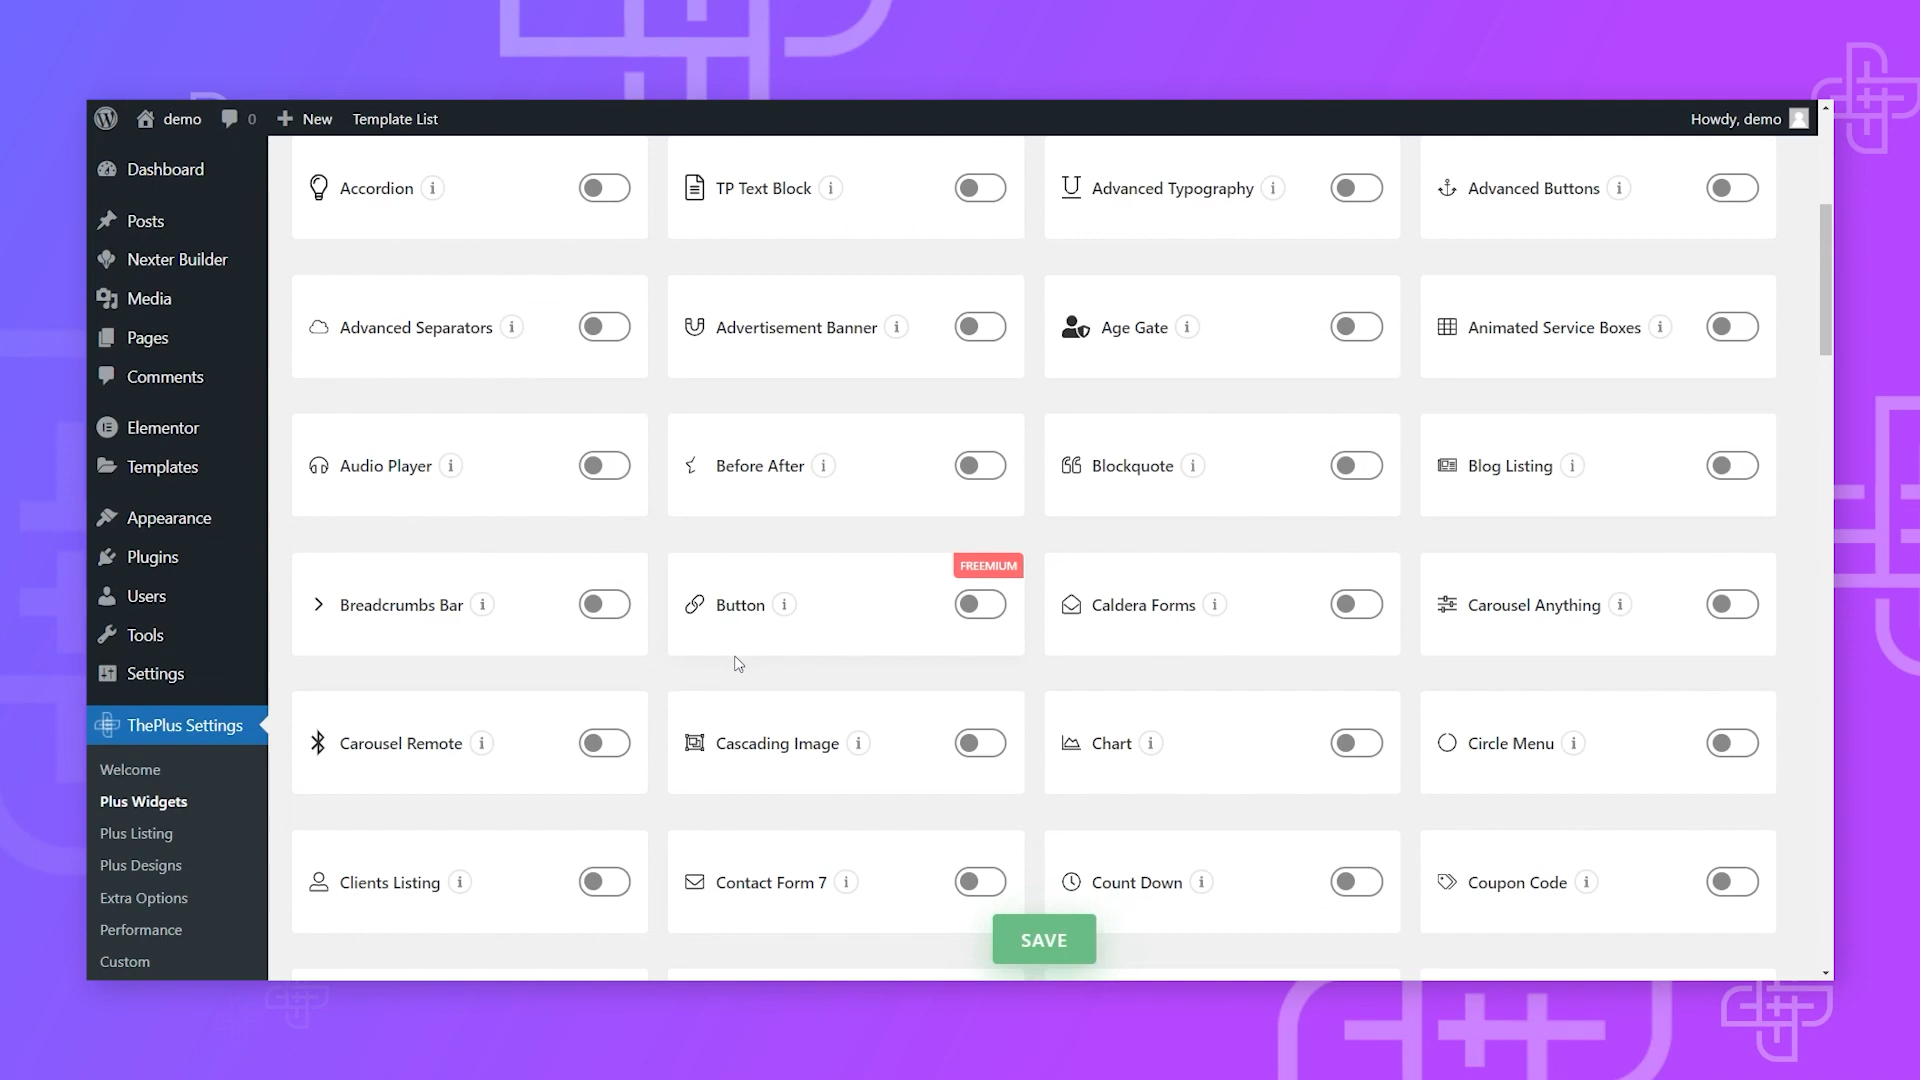 demo 0 New Template List Howdy, demo
Dashboard
Posts
Nexter Builder
Media
Pages
Comments
Elementor
Templates
Appearance
Plugins
Users
Tools
Settings
ThePlus Settings
Welcome
Plus Widgets
Plus Listing
Plus Designs
Extra Options
Performance
Custom
Accordion i TP Text Block i Advanced Typography i Advanced Buttons i
Advanced Separators i Advertisement Banner i Age Gate i Animated Service Boxes i
Audio Player i Before After i Blockquote i Blog Listing i
FREEMIUM
Breadcrumbs Bar i Button i Caldera Forms i Carousel Anything i
Carousel Remote i Cascading Image i Chart i Circle Menu i
Clients Listing i Contact Form 7 i Count Down i Coupon Code i
SAVE